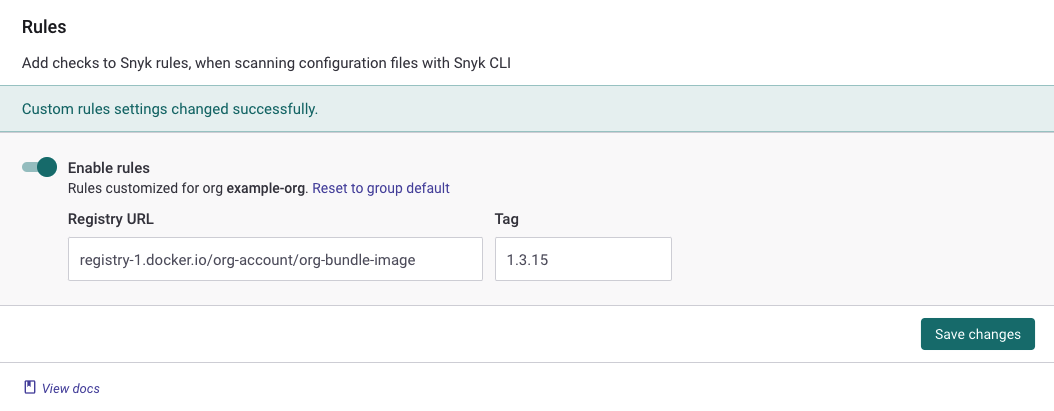 Rules
Add checks to Snyk rules, when scanning configuration files with Snyk CLI
Custom rules settings changed successfully.
Enable rules
Rules customized for org example-org. Reset to group default
Registry URL
Tag
registry-1.docker.io/org-account/org-bundle-image
1.3.15
Save changes
View docs